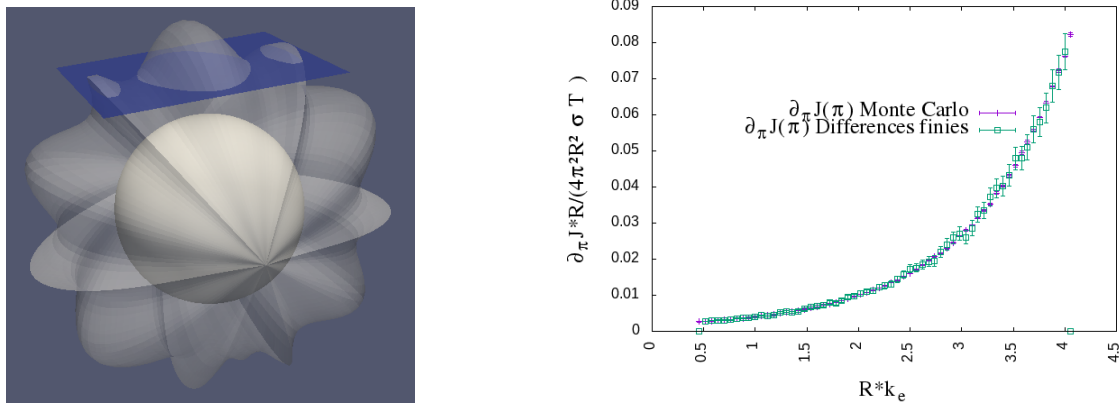 0.09
0.08
0.07
0.06
0.05
0.04
0.03
0.02
0.01
0
∂πJ*R/(4π²R² σ T )
∂πJ(π) Monte Carlo
∂πJ(π) Differences finies
0 0.5 1 1.5 2 2.5 3 3.5 4 4.5
R*ke